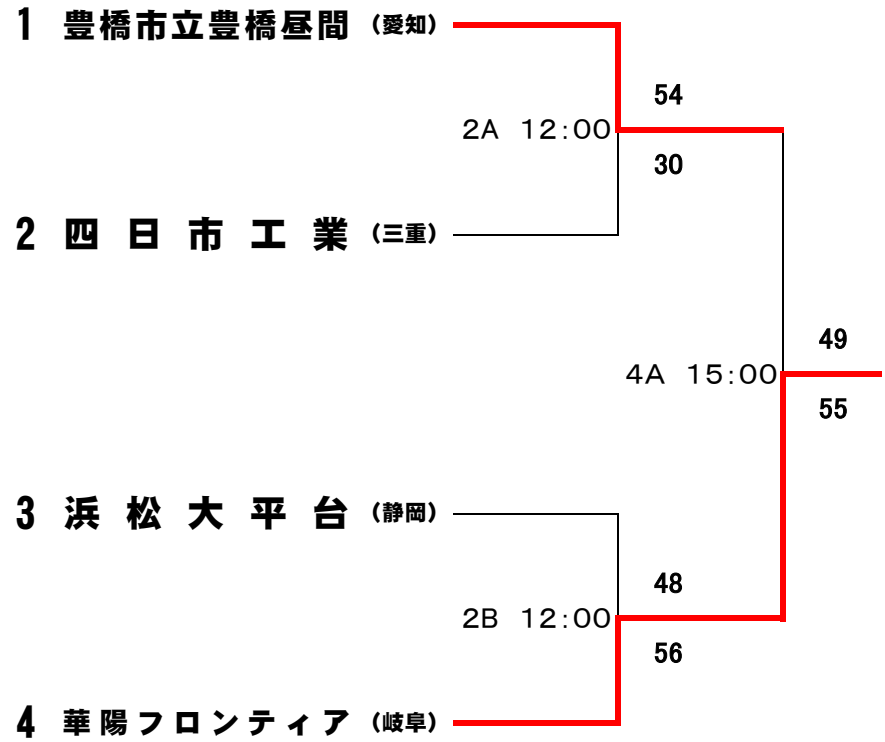 1 豊橋市立豊橋昼間 (愛知)
54
2A 12:00
30
2 四日市工業 (三重)
49
4A 15:00
55
3 浜松大平台 (静岡)
48
2B 12:00
56
4 華陽フロンティア (岐阜)